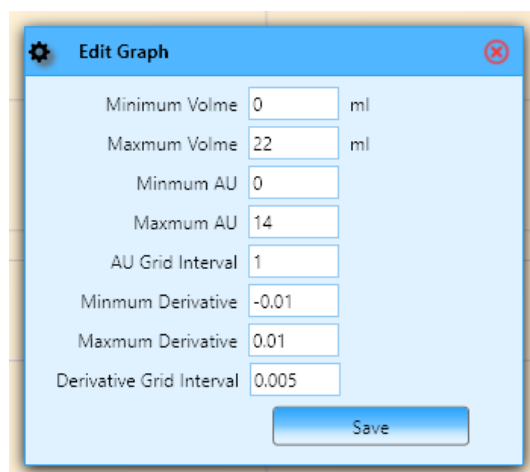 Edit Graph
Minimum Volme 0 ml
Maxmum Volme 22 ml
Minmum AU 0
Maxmum AU 14
AU Grid Interval 1
Minmum Derivative -0.01
Maxmum Derivative 0.01
Derivative Grid Interval 0.005
Save